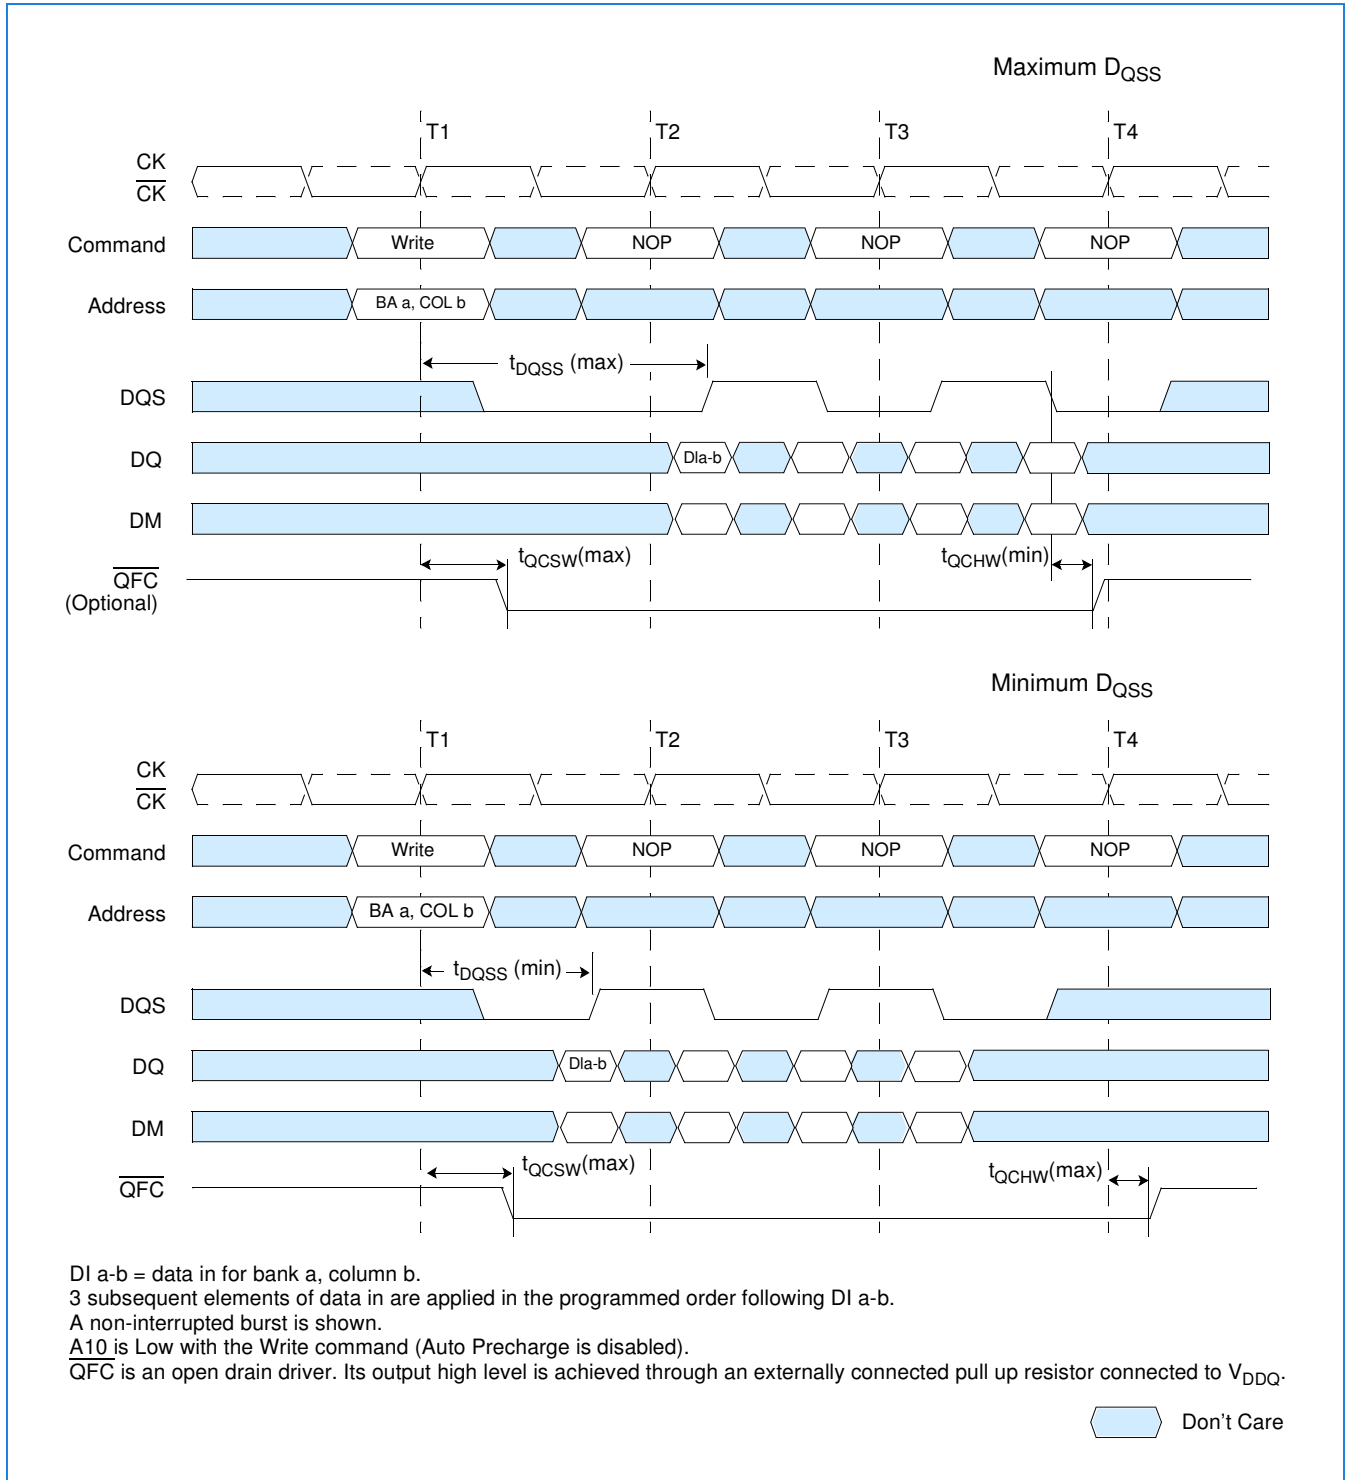 Maximum DQSS
T1 T2 T3 T4
CK
CK
Command Write NOP NOP NOP
Address BA a, COL b
tDQSS (max)
DQS
DQ DIa-b
DM
tQCSW(max) tQCHW(min)
QFC
(Optional)
Minimum DQSS
T1 T2 T3 T4
CK
CK
Command Write NOP NOP NOP
Address BA a, COL b
tDQSS (min)
DQS
DQ DIa-b
DM
tQCSW(max) tQCHW(max)
QFC
DI a-b = data in for bank a, column b.
3 subsequent elements of data in are applied in the programmed order following DI a-b.
A non-interrupted burst is shown.
A10 is Low with the Write command (Auto Precharge is disabled).
QFC is an open drain driver. Its output high level is achieved through an externally connected pull up resistor connected to VDDQ.
Don't Care